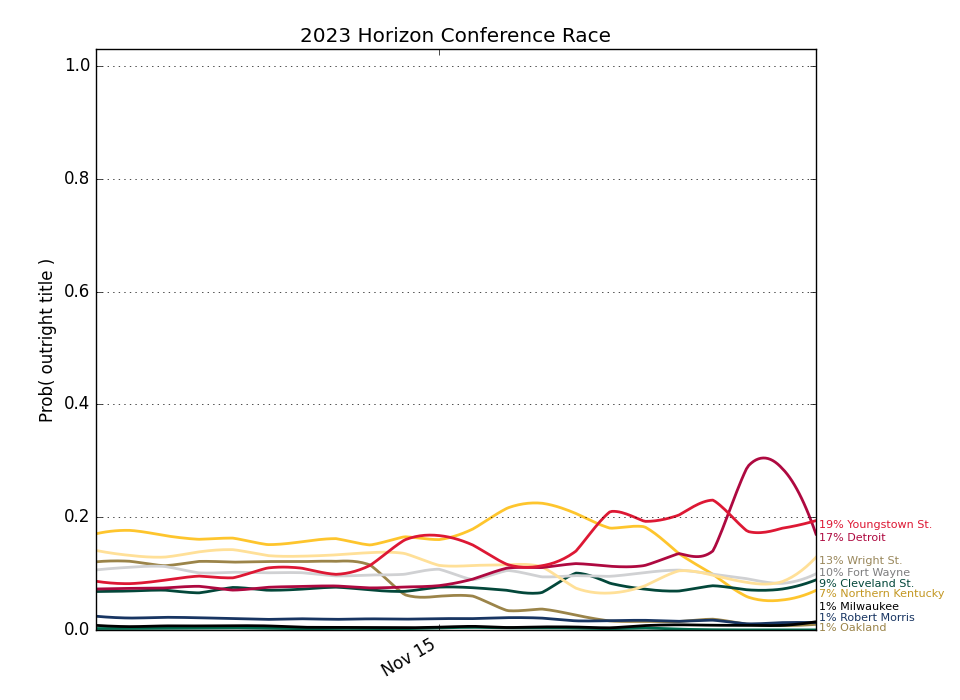 2023 Horizon Conference Race
1.0
0.8
0.6
0.4
0.2
0.0
Prob( outright title )
Nov 15
19% Youngstown St.
17% Detroit
13% Wright St.
10% Fort Wayne
9% Cleveland St.
7% Northern Kentucky
1% Milwaukee
1% Robert Morris
1% Oakland